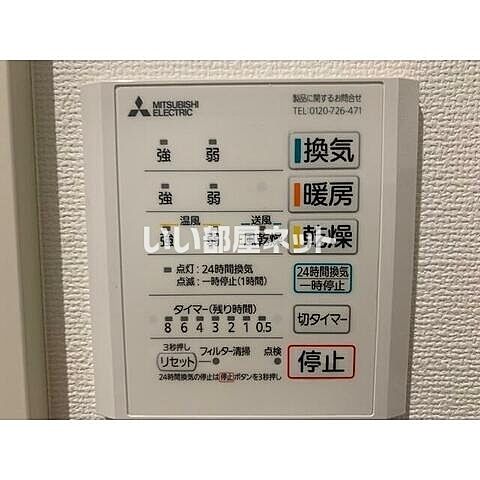 MITSUBISHI
ELECTRIC
製品に関するお問合せ
TEL:0120-726-471
強 弱 換気
強 弱 暖房
温風 送風
強 弱 乾燥 乾燥
いい部屋ネット
点灯:24時間換気
点滅:一時停止(1時間)
24時間換気
一時停止
タイマー(残り時間)
8 6 4 3 2 1 0.5
切タイマー
3秒押し
リセット フィルター清掃 点検
停止
24時間換気の停止は停止ボタンを3秒押し